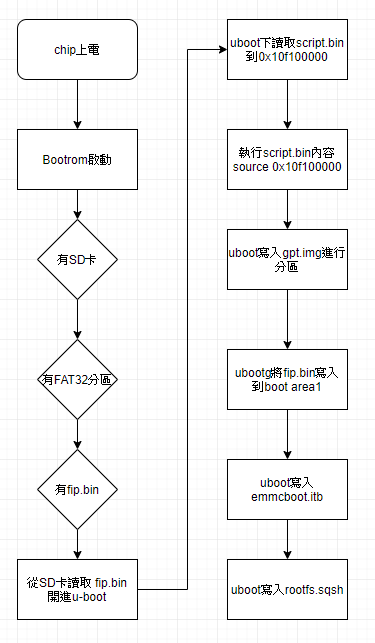 chip上電
Bootrom啟動
有SD卡
有FAT32分區
有fip.bin
從SD卡讀取 fip.bin
開進u-boot
uboot下讀取script.bin
到0x10f100000
執行script.bin內容
source 0x10f100000
uboot寫入gpt.img進行
分區
ubootg將fip.bin寫入
到boot area1
uboot寫入
emmcboot.itb
uboot寫入rootfs.sqsh